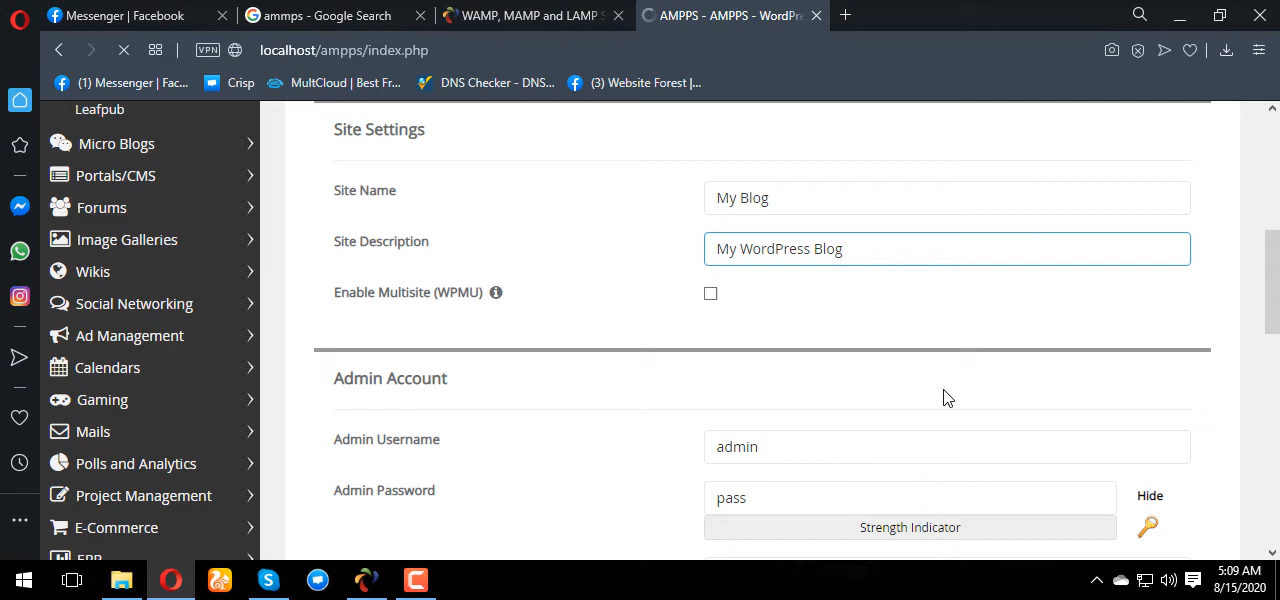 Messenger | Facebook
ammps - Google Search
WAMP, MAMP and LAMP S
AMPPS - AMPPS - WordPre
VPN
localhost/ampps/index.php
(1) Messenger | Fac...
Crisp
MultCloud | Best Fr...
DNS Checker - DNS...
(3) Website Forest |...
Leafpub
Micro Blogs
Portals/CMS
Forums
Image Galleries
Wikis
Social Networking
Ad Management
Calendars
Gaming
Mails
Polls and Analytics
Project Management
E-Commerce
ERP
Site Settings
Site Name
My Blog
Site Description
My WordPress Blog
Enable Multisite (WPMU)
Admin Account
Admin Username
admin
Admin Password
pass
Hide
Strength Indicator
5:09 AM
8/15/2020